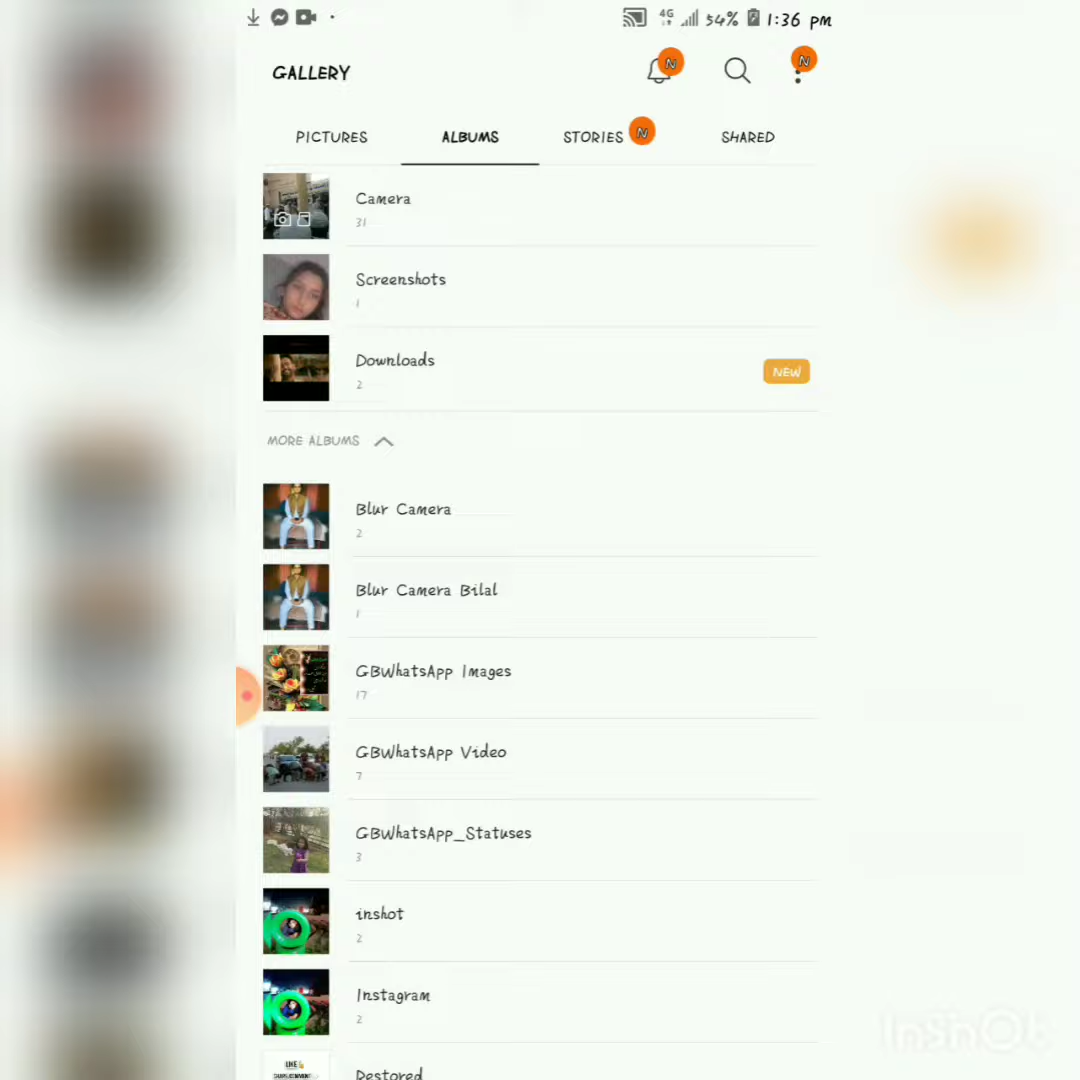 54% 1:36 pm
4G
GALLERY
N
N
PICTURES ALBUMS STORIES N SHARED
Camera
31
Screenshots
1
Downloads
2
NEW
MORE ALBUMS
Blur Camera
2
Blur Camera Bilal
1
GBWhatsApp Images
17
GBWhatsApp Video
7
GBWhatsApp_Statuses
3
inshot
2
Instagram
2
LIKE
Restored
InShOt